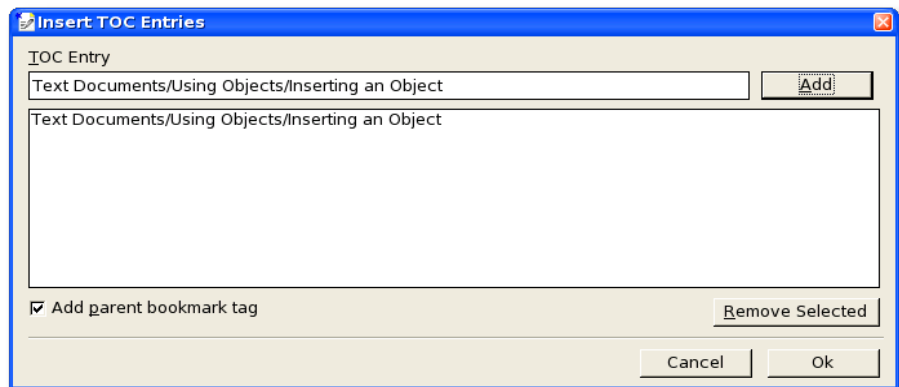 Insert TOC Entries
TOC Entry
Text Documents/Using Objects/Inserting an Object
Add
Text Documents/Using Objects/Inserting an Object
Add parent bookmark tag
Remove Selected
Cancel
Ok